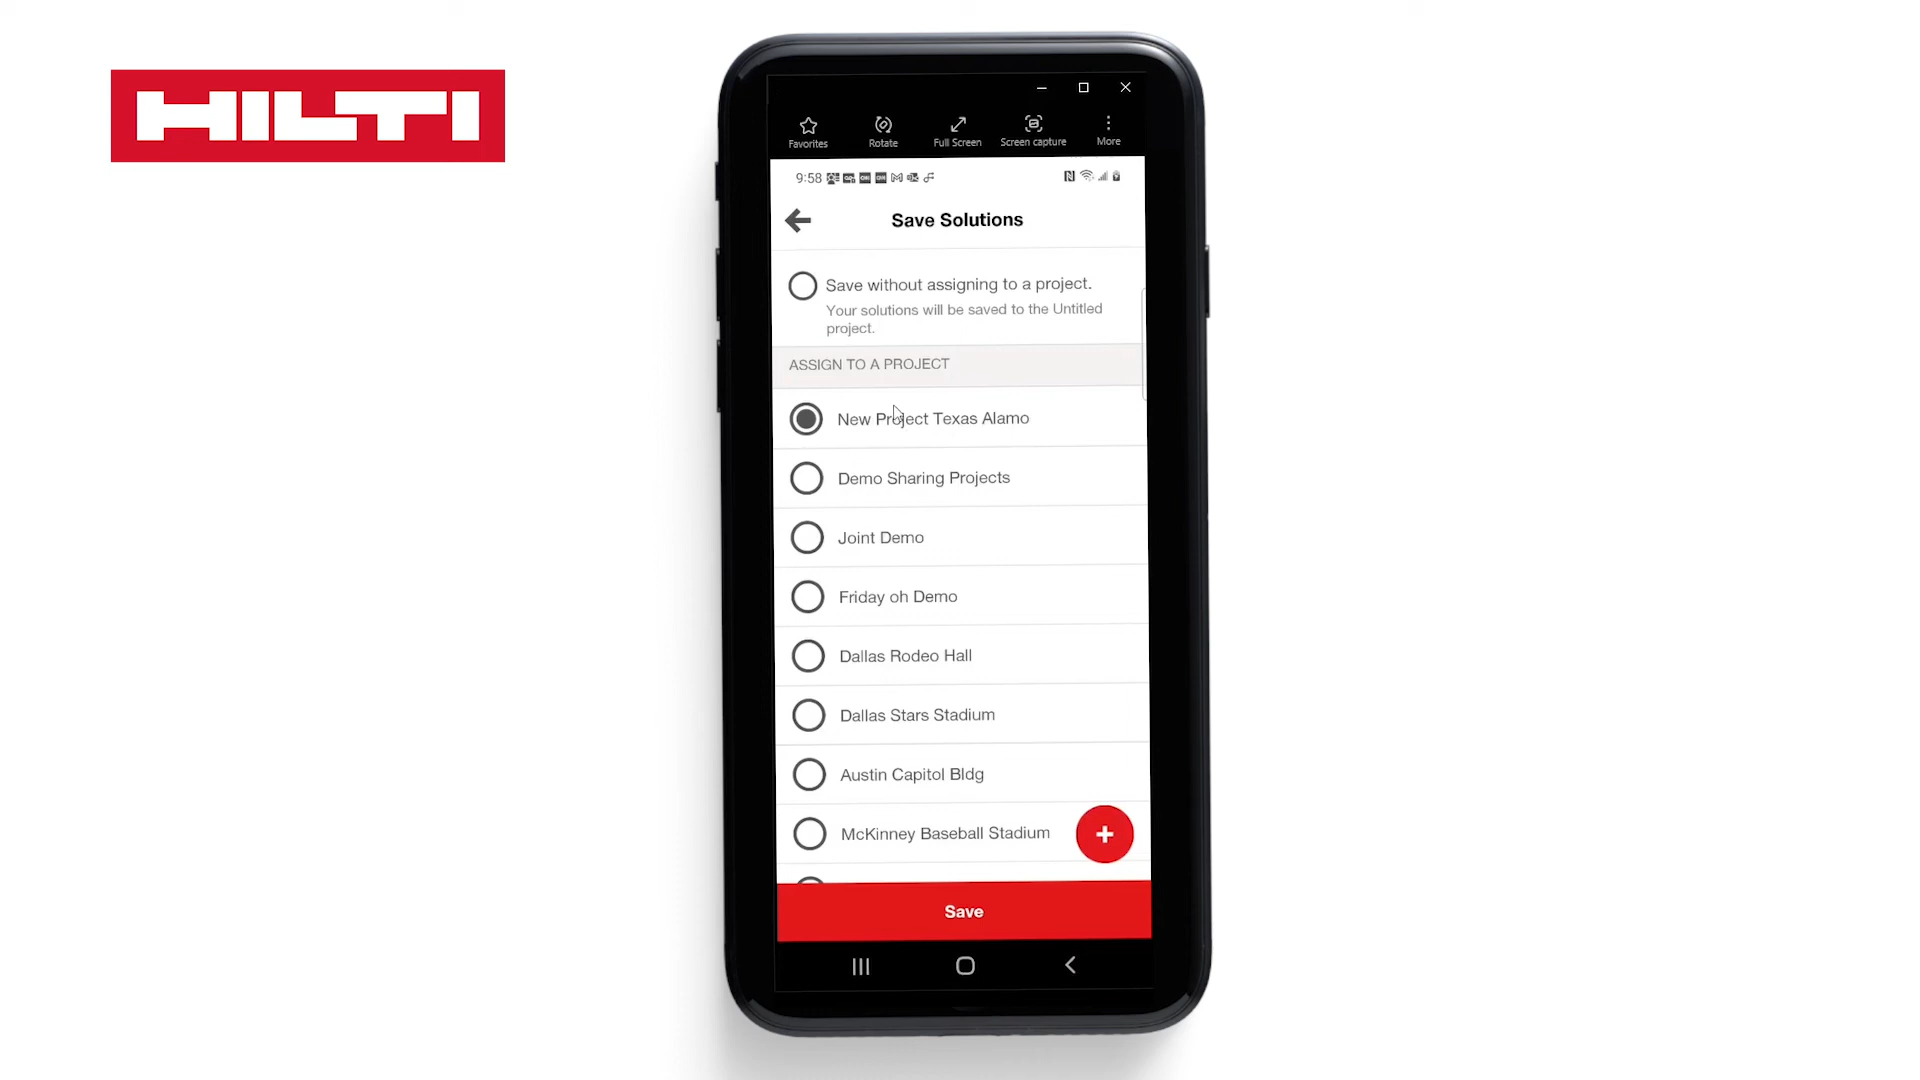 HILTI
Favorites
Rotate
Full Screen
Screen capture
More
9:58
Save Solutions
Save without assigning to a project.
Your solutions will be saved to the Untitled
project.
ASSIGN TO A PROJECT
New Project Texas Alamo
Demo Sharing Projects
Joint Demo
Friday oh Demo
Dallas Rodeo Hall
Dallas Stars Stadium
Austin Capitol Bldg
McKinney Baseball Stadium
+
Save